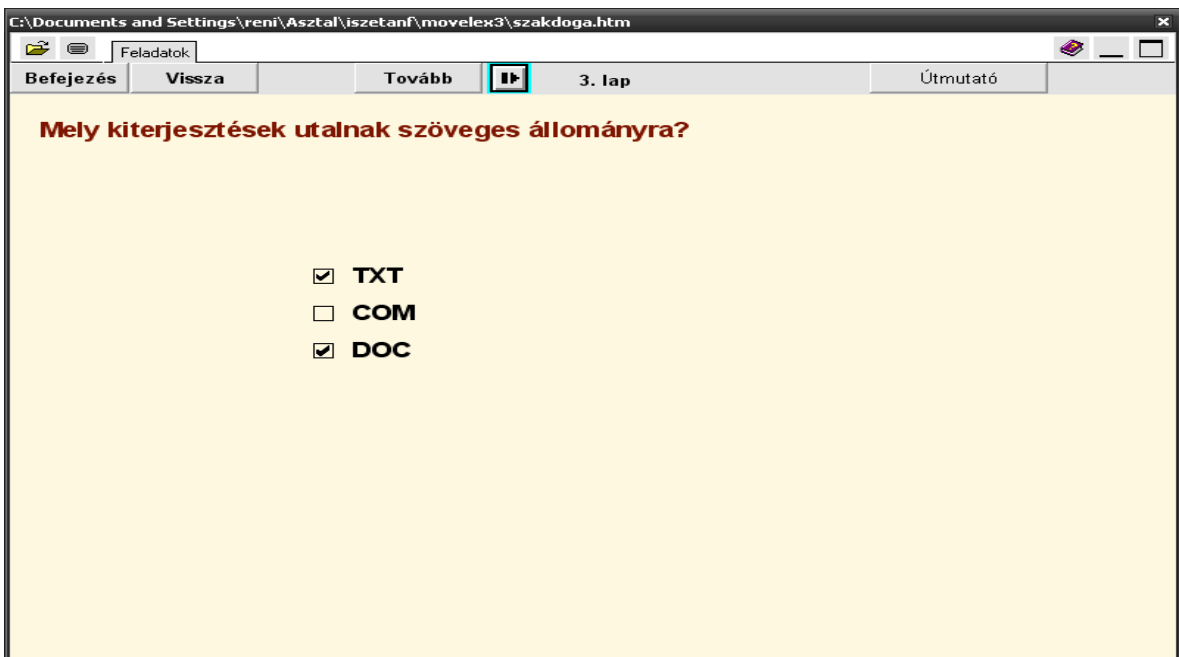 C:\Documents and Settings\reni\Asztal\iszetanf\movelex3\szakdoga.htm
Feladatok
Befejezés Vissza Tovább 3. lap Útmutató
Mely kiterjesztések utalnak szöveges állományra?
TXT
COM
DOC